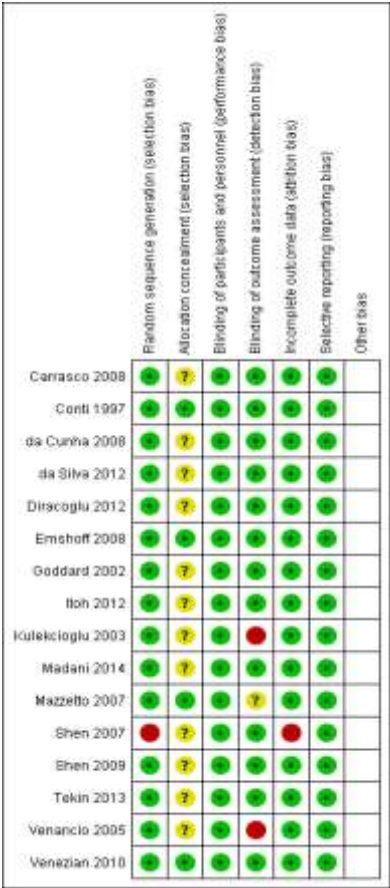 Random sequence generation (selection bias)
Allocation concealment (selection bias)
Blinding of participants and personnel (performance bias)
Blinding of outcome assessment (detection bias)
Incomplete outcome data (attrition bias)
Selective reporting (reporting bias)
Other bias
Carrasco 2008 + ? + + + +
Conti 1997 + + + + + +
da Cunha 2008 + ? + + + +
da Silva 2012 + ? + + + +
Diracoglu 2012 + ? + + + +
Emshoff 2008 + + + + + +
Goddard 2002 + ? + + + +
Itoh 2012 + ? + + + +
Kulekcioglu 2003 + ? + + +
Madani 2014 + ? + + + +
Mazzetto 2007 + + + ? + +
Shen 2007 ? + + +
Shen 2009 + ? + + + +
Tekin 2013 + ? + + + +
Venancio 2005 + ? + + +
Venezian 2010 + + + + + +